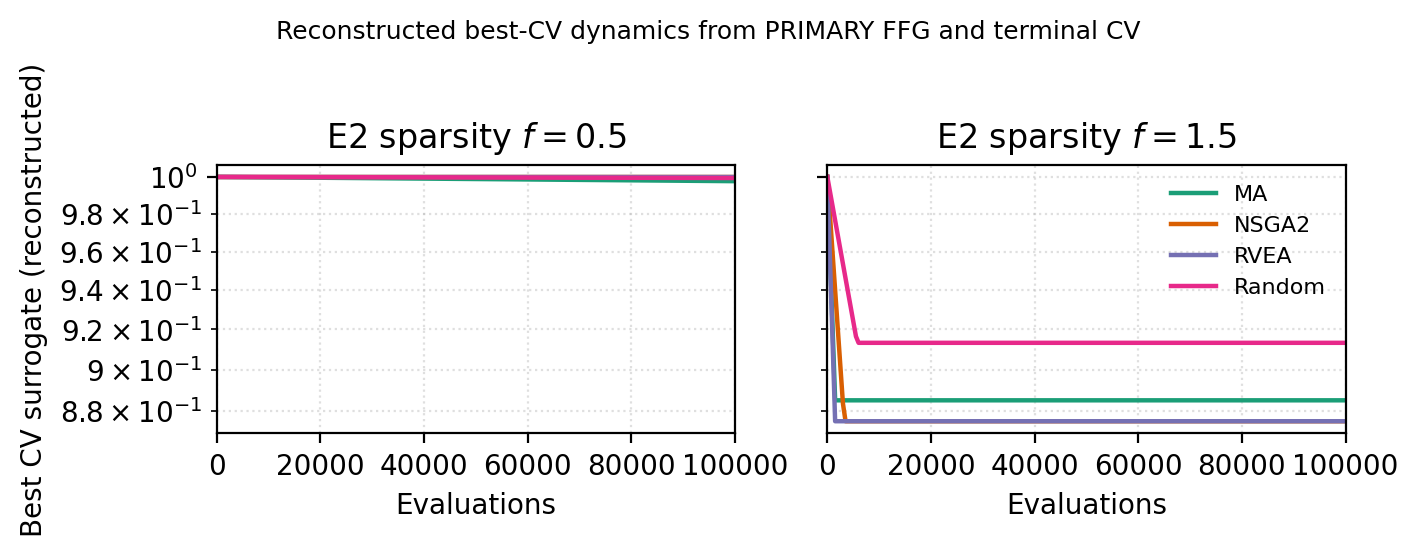 Reconstructed best-CV dynamics from PRIMARY FFG and terminal CV
Best CV surrogate (reconstructed)
E2 sparsity f = 0.5
10⁰
9.8 × 10⁻¹
9.6 × 10⁻¹
9.4 × 10⁻¹
9.2 × 10⁻¹
9 × 10⁻¹
8.8 × 10⁻¹
0 20000 40000 60000 80000 100000
Evaluations
E2 sparsity f = 1.5
MA
NSGA2
RVEA
Random
0 20000 40000 60000 80000 100000
Evaluations